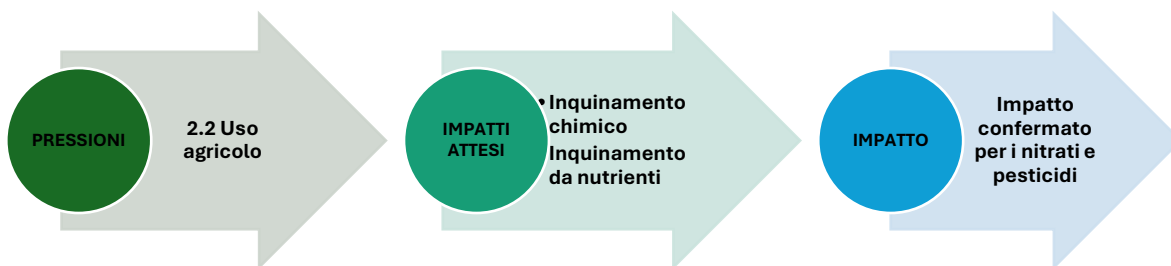 PRESSIONI
2.2 Uso
agricolo
IMPATTI
ATTESI
• Inquinamento
chimico
Inquinamento
da nutrienti
IMPATTO
Impatto
confermato
per i nitrati e
pesticidi